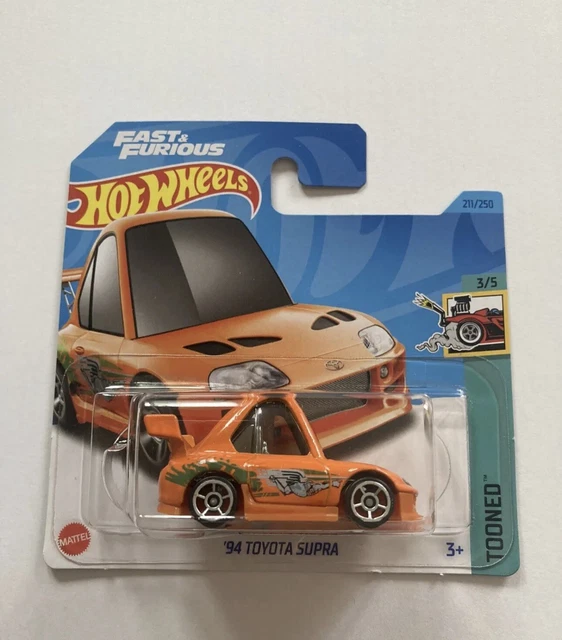 FAST &
FURIOUS
HOT WHEELS
211/250
3/5
MATTEL
'94 TOYOTA SUPRA
3+
TOONED™